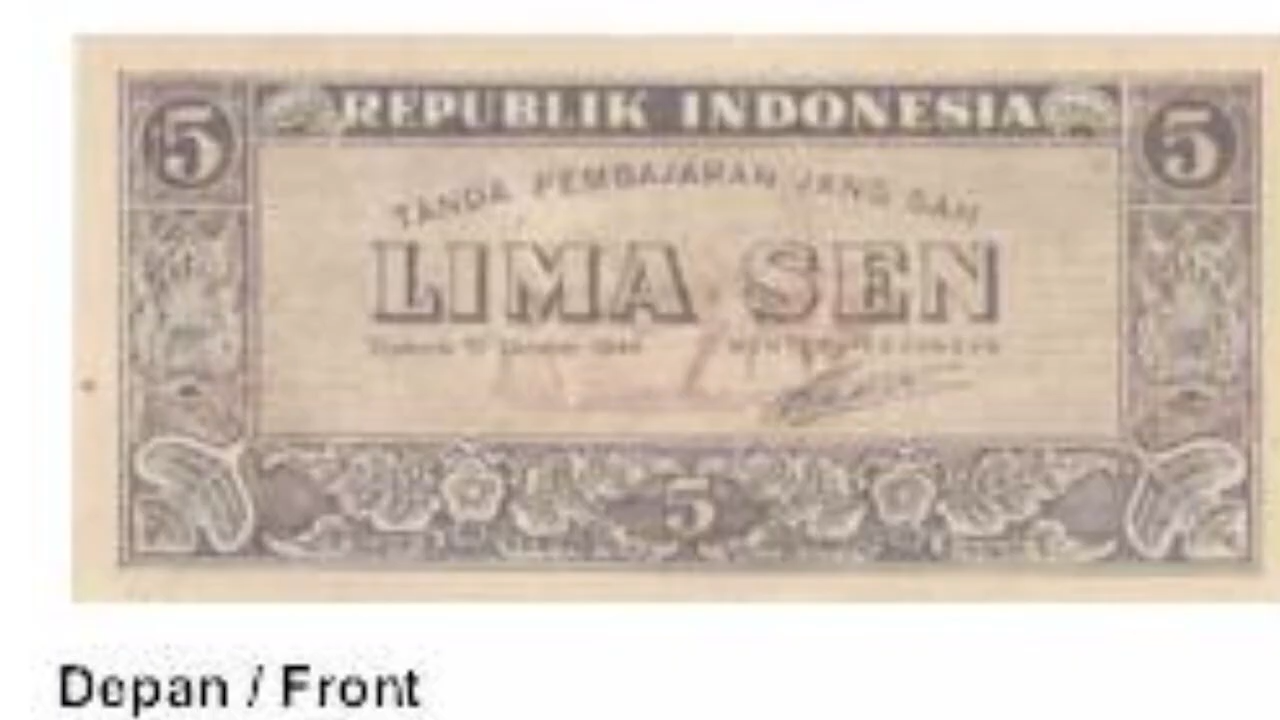 5 REPUBLIK INDONESIA 5
TANDA PEMBAJARAN JANG SAH
LIMA SEN
5
Depan / Front